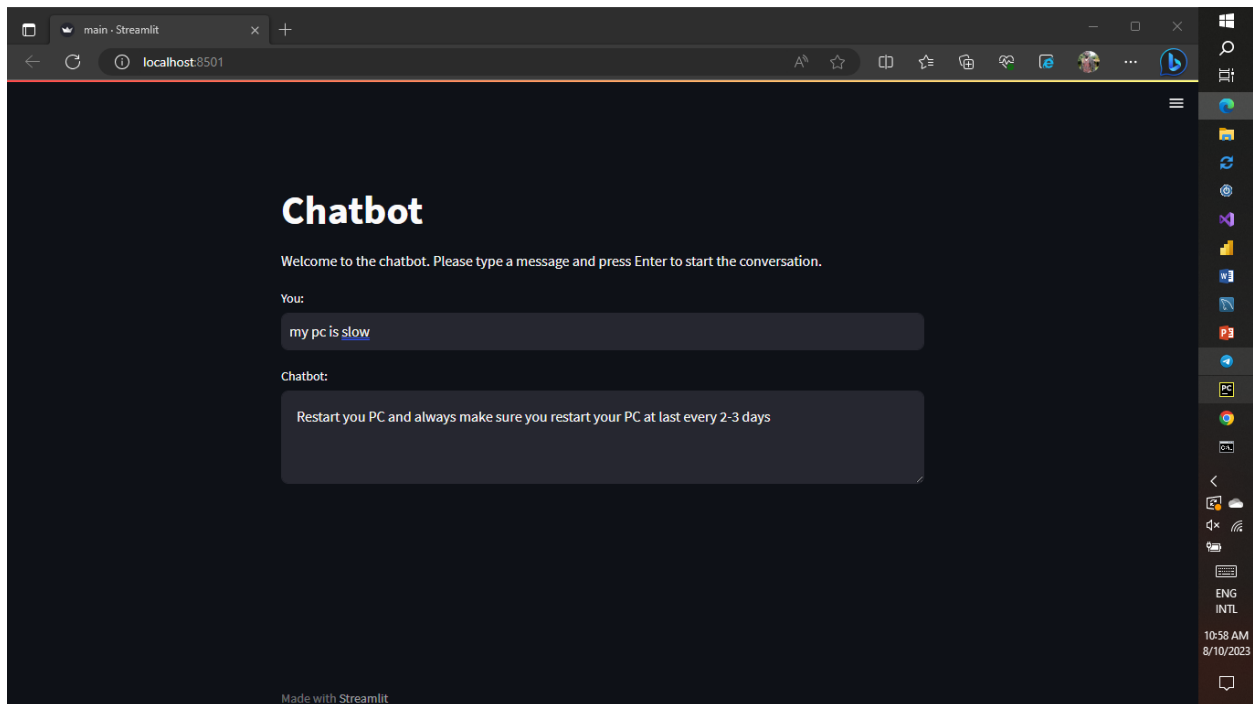 main · Streamlit
localhost:8501
Chatbot
Welcome to the chatbot. Please type a message and press Enter to start the conversation.
You:
my pc is slow
Chatbot:
Restart you PC and always make sure you restart your PC at last every 2-3 days
Made with Streamlit
ENG
INTL
10:58 AM
8/10/2023